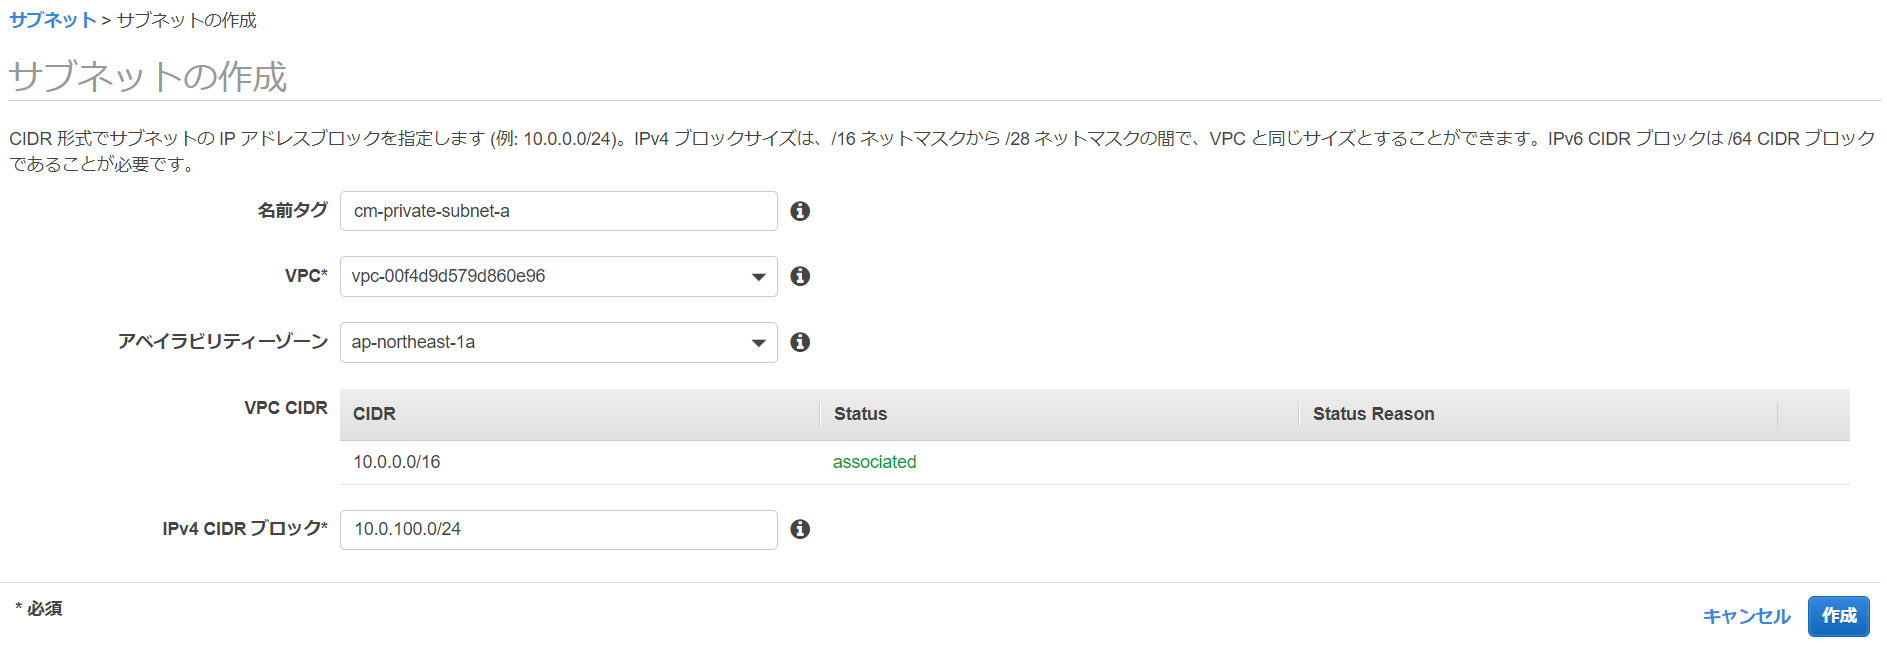 サブネット > サブネットの作成
サブネットの作成
CIDR 形式でサブネットの IP アドレスブロックを指定します (例: 10.0.0.0/24)。IPv4 ブロックサイズは、/16 ネットマスクから /28 ネットマスクの間で、VPC と同じサイズとすることができます。IPv6 CIDR ブロックは /64 CIDR ブロック
であることが必要です。
名前タグ cm-private-subnet-a
VPC* vpc-00f4d9d579d860e96
アベイラビリティーゾーン ap-northeast-1a
VPC CIDR CIDR Status Status Reason
10.0.0.0/16 associated
IPv4 CIDR ブロック* 10.0.100.0/24
* 必須
キャンセル 作成